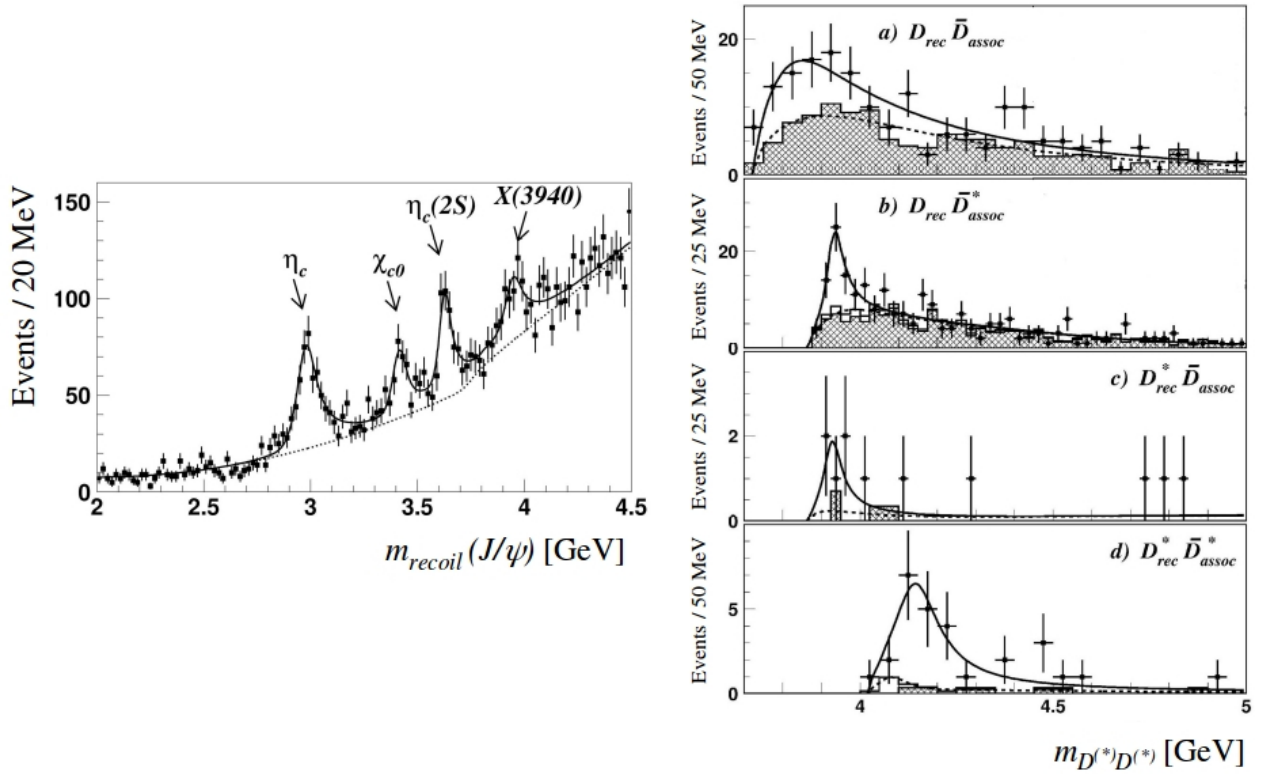 Events / 20 MeV
150
100
50
0
η_c
χ_c0
η_c(2S)
X(3940)
2
2.5
3
3.5
4
4.5
m_recoil (J/ψ) [GeV]
a) D_rec D̄_assoc
Events / 50 MeV
20
0
b) D_rec D̄*_assoc
Events / 25 MeV
20
0
c) D*_rec D̄_assoc
Events / 25 MeV
2
0
d) D*_rec D̄*_assoc
Events / 50 MeV
5
0
4
4.5
5
m_D(*)D(*) [GeV]